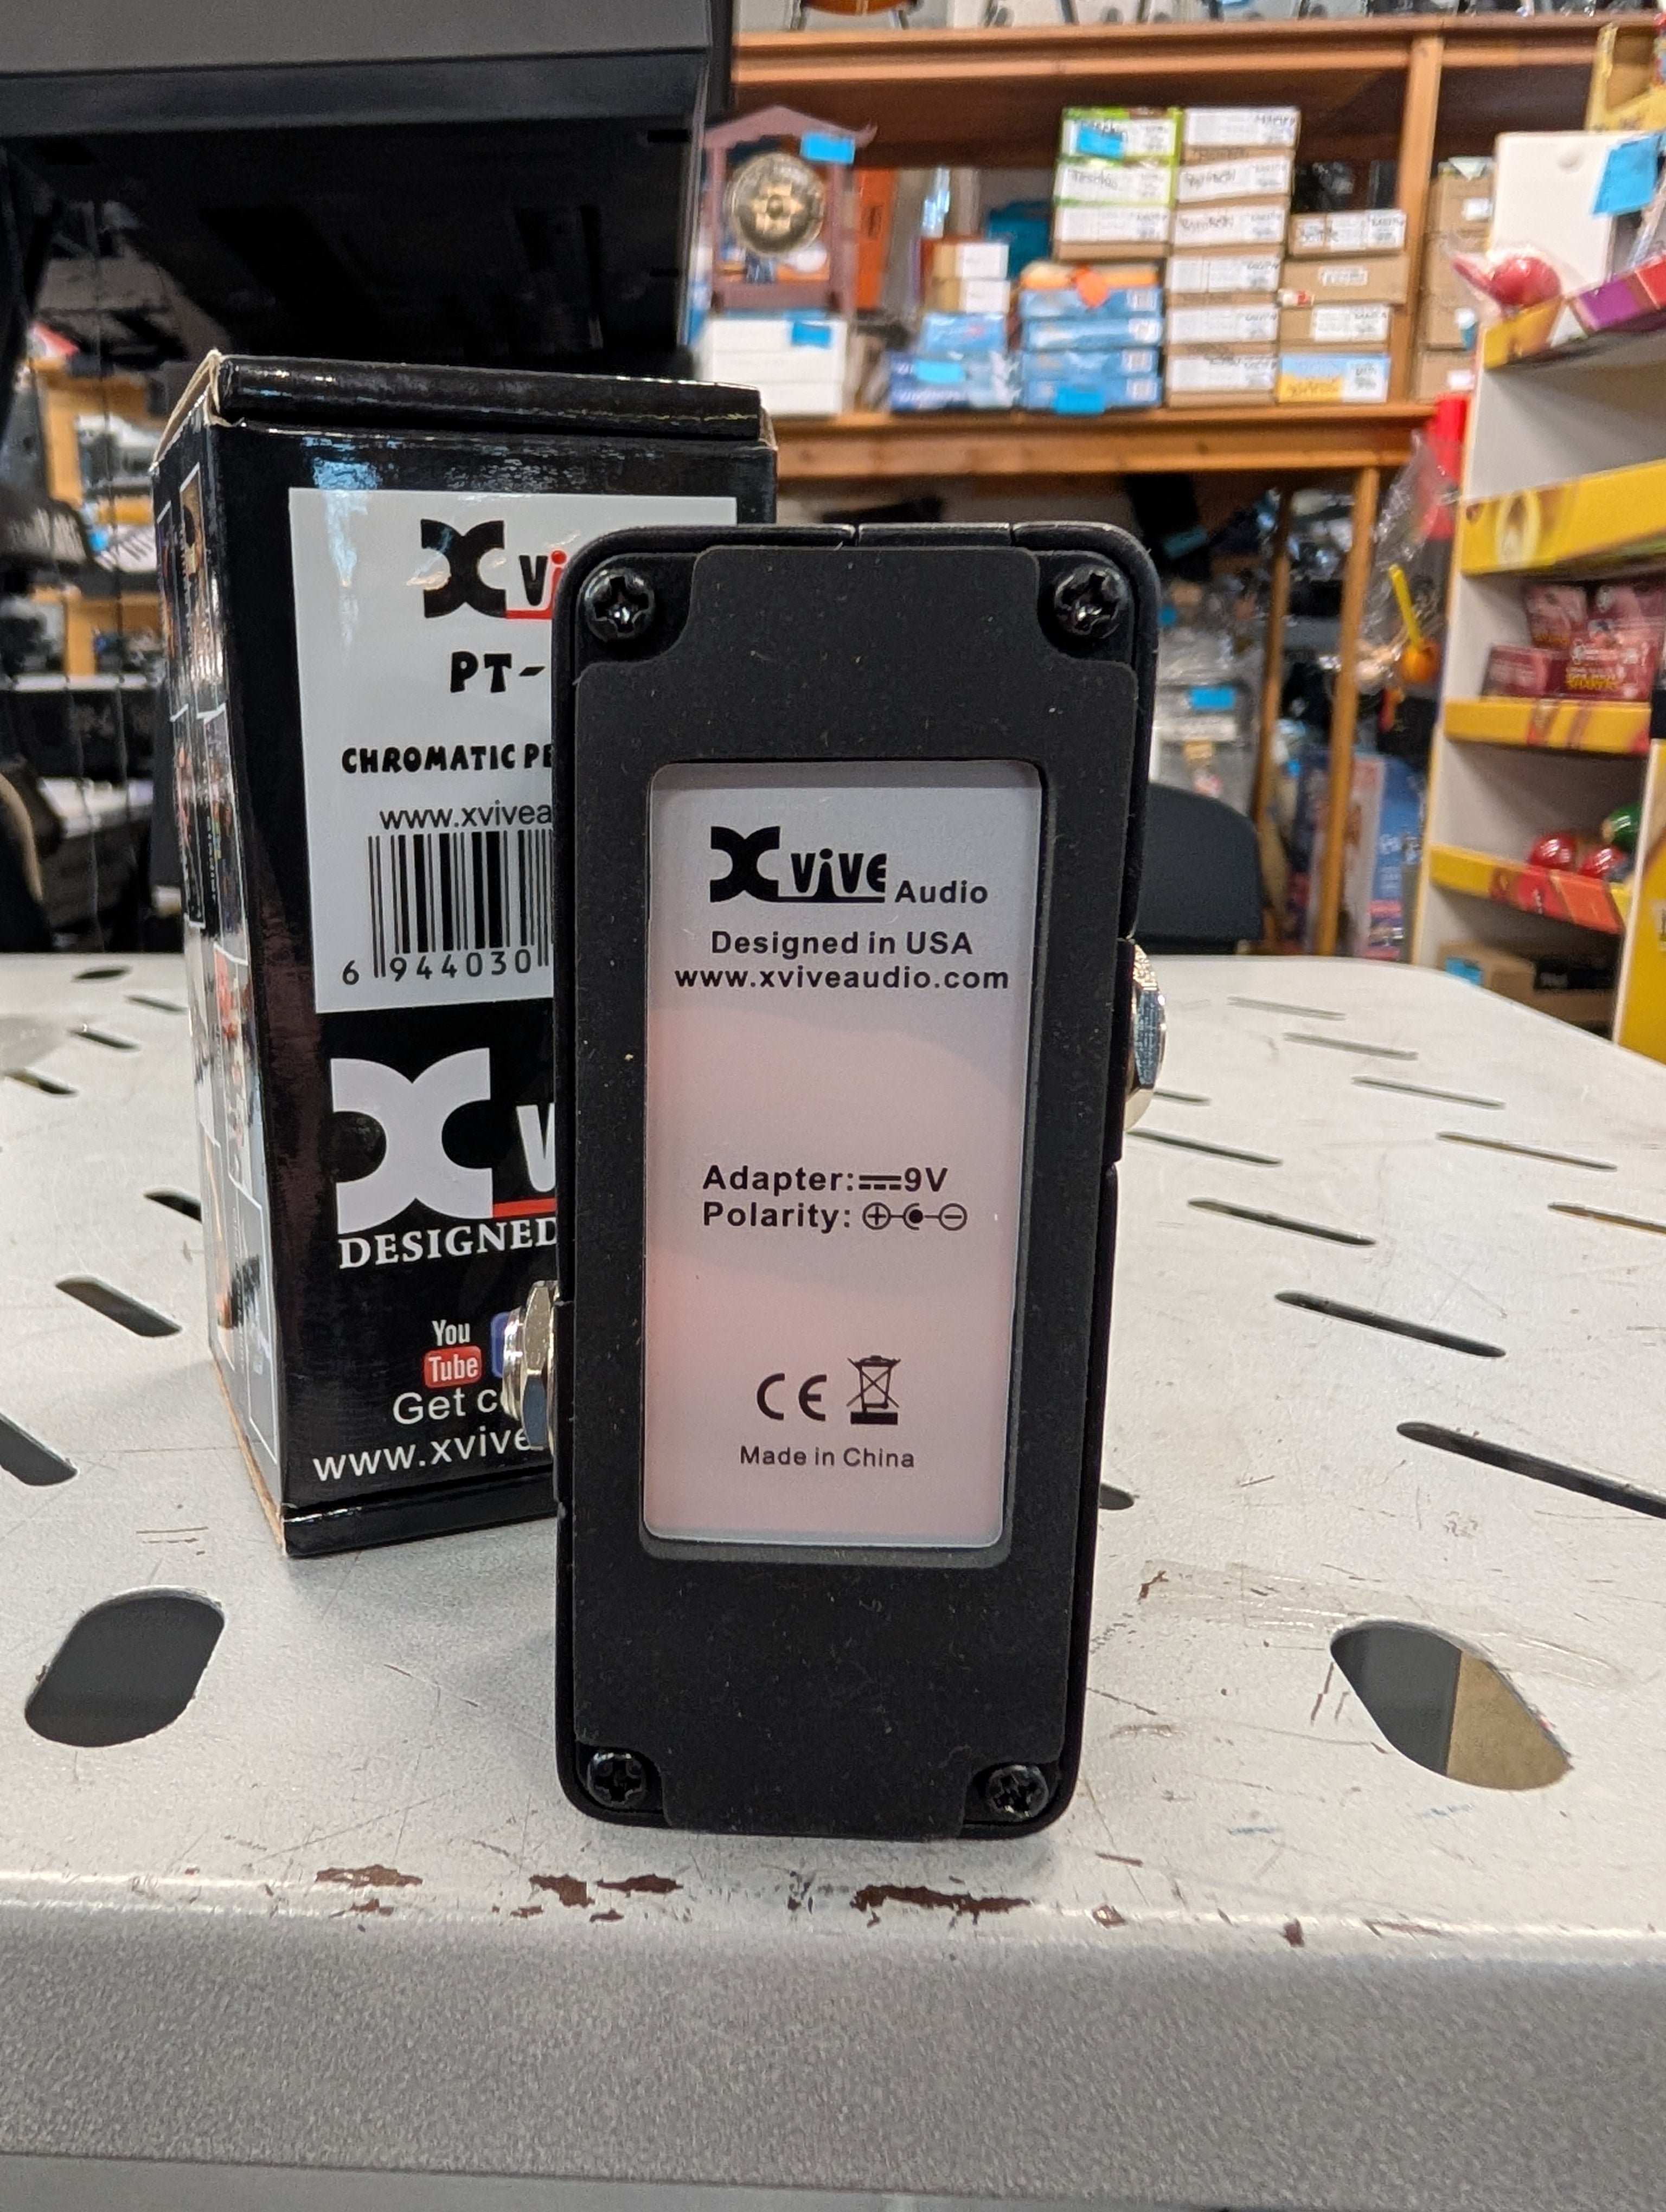 Xvi
PT-
CHROMATIC PE
www.xvivea
6 944030
X V
DESIGNED
You
Tube
Get co
www.xvive
Xvive Audio
Designed in USA
www.xviveaudio.com
Adapter:⎓9V
Polarity:
CE
Made in China